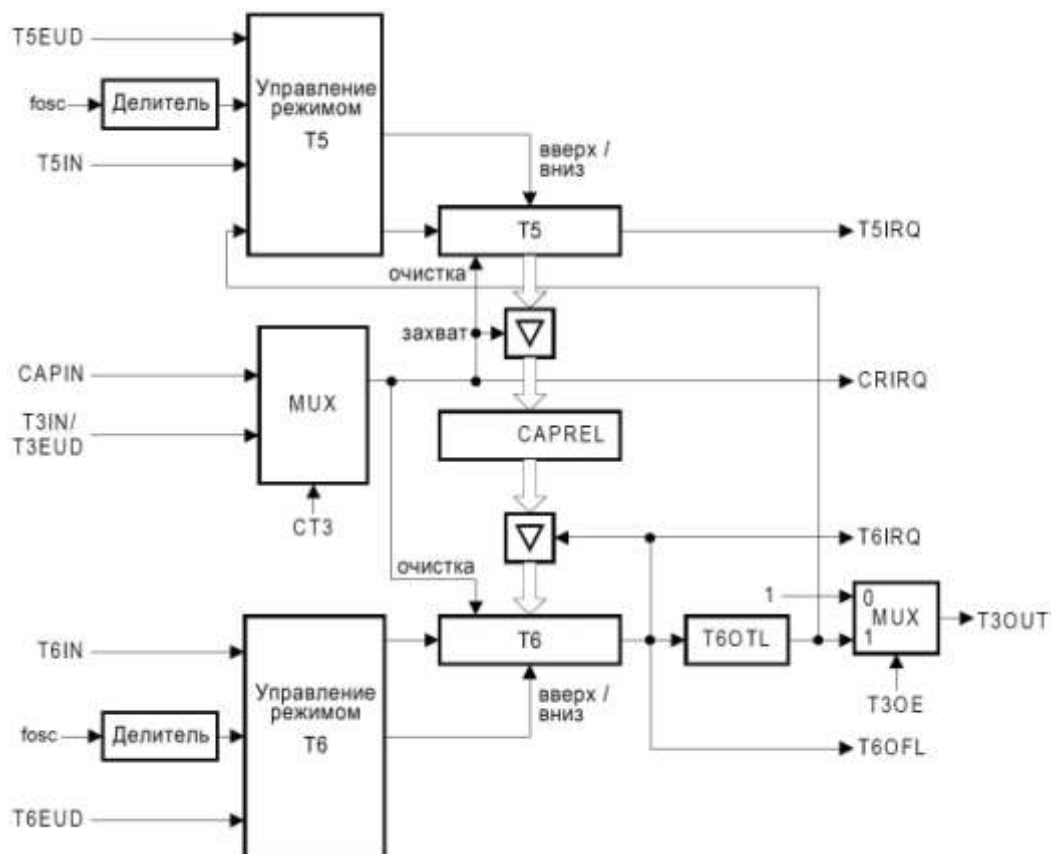 T5EUD
fosc
Делитель
T5IN
Управление
режимом
T5
вверх /
вниз
T5
T5IRQ
очистка
захват
CAPIN
T3IN/
T3EUD
MUX
CT3
CRIRQ
CAPREL
T6IRQ
очистка
T6IN
fosc
Делитель
T6EUD
Управление
режимом
T6
T6
вверх /
вниз
T6OTL
1
0
MUX
1
T3OUT
T3OE
T6OFL